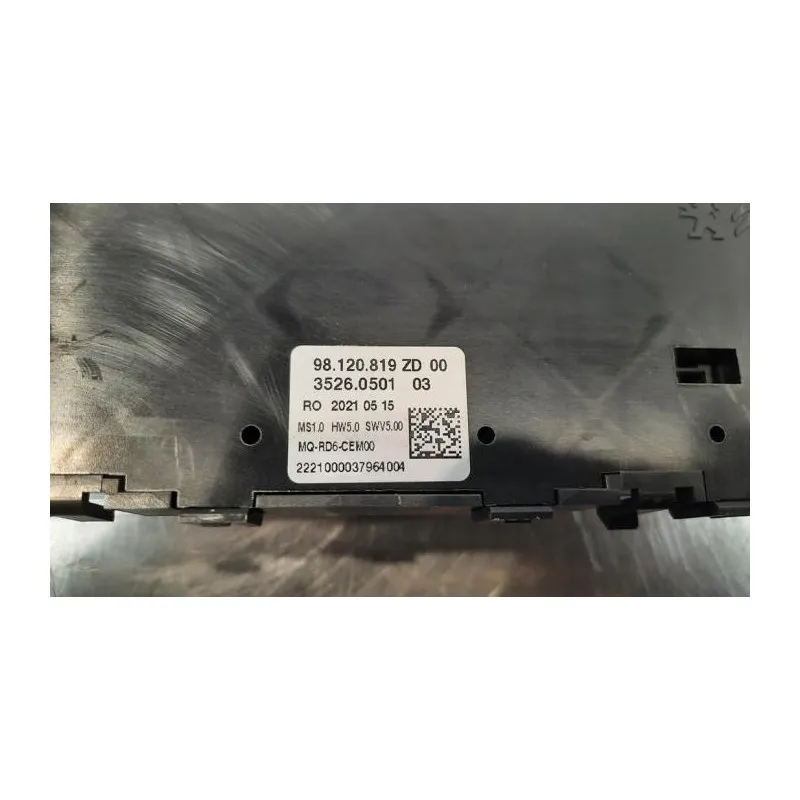 98.120.819 ZD 00
3526.0501 03
RO 2021 05 15
MS1.0 HW5.0 SWV5.00
MQ-RD6-CEM00
2221000037964004